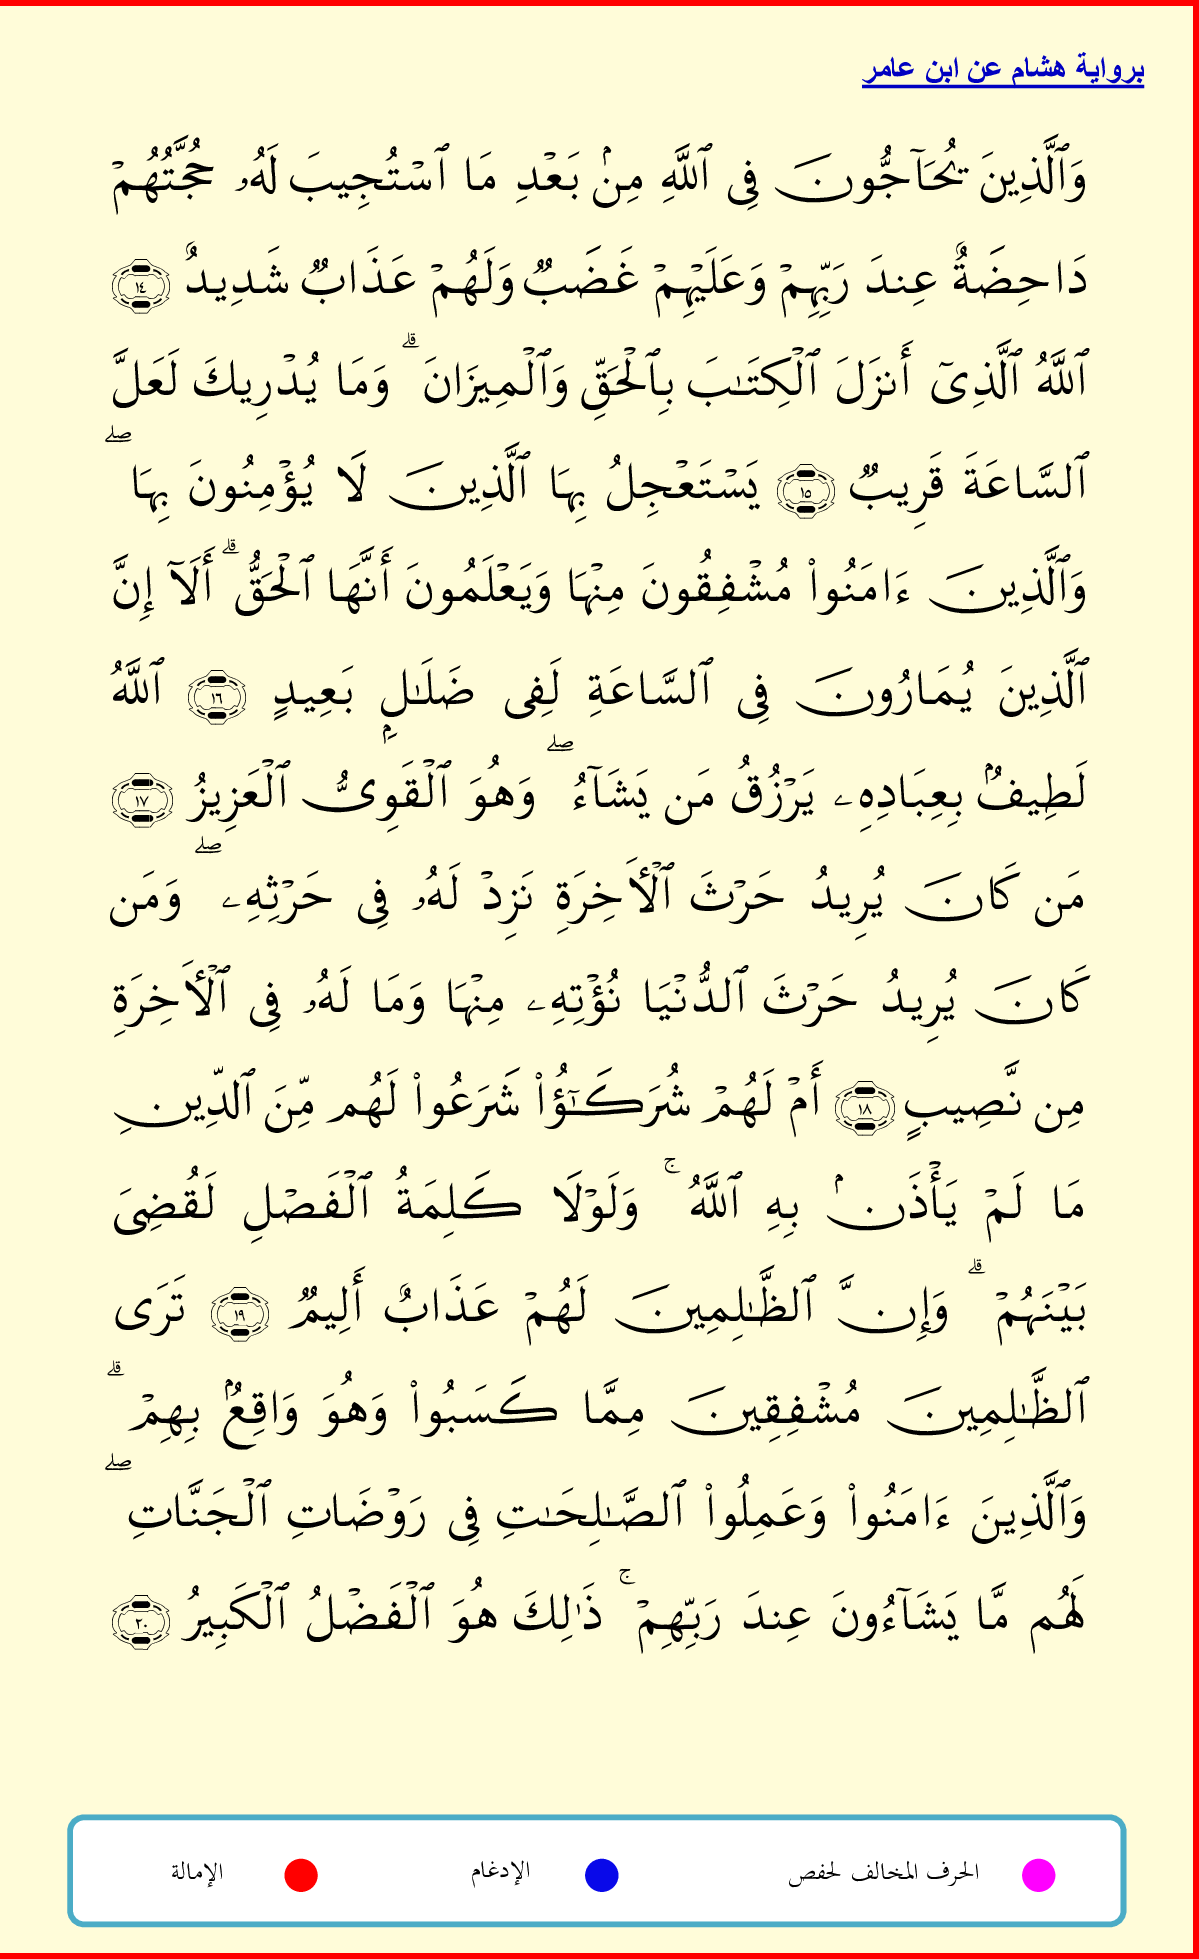 برواية هشام عن ابن عامر
وَٱلَّذِينَ يُحَآجُّونَ فِى ٱللَّهِ مِنۢ بَعۡدِ مَا ٱسۡتُجِيبَ لَهُۥ حُجَّتُهُمۡ
دَاحِضَةٌ عِندَ رَبِّهِمۡ وَعَلَيۡهِمۡ غَضَبٌ وَلَهُمۡ عَذَابٌ شَدِيدٌ ١٤
ٱللَّهُ ٱلَّذِىٓ أَنزَلَ ٱلۡكِتَـٰبَ بِٱلۡحَقِّ وَٱلۡمِيزَانَ ۗ وَمَا يُدۡرِيكَ لَعَلَّ
ٱلسَّاعَةَ قَرِيبٌ ١٥ يَسۡتَعۡجِلُ بِهَا ٱلَّذِينَ لَا يُؤۡمِنُونَ بِهَا ۖ
وَٱلَّذِينَ ءَامَنُواْ مُشۡفِقُونَ مِنۡهَا وَيَعۡلَمُونَ أَنَّهَا ٱلۡحَقُّ ۗ أَلَآ إِنَّ
ٱلَّذِينَ يُمَارُونَ فِى ٱلسَّاعَةِ لَفِى ضَلَـٰلٍۭ بَعِيدٍ ١٦ ٱللَّهُ
لَطِيفٌۢ بِعِبَادِهِۦ يَرۡزُقُ مَن يَشَآءُ ۖ وَهُوَ ٱلۡقَوِىُّ ٱلۡعَزِيزُ ١٧
مَن كَانَ يُرِيدُ حَرۡثَ ٱلۡأَخِرَةِ نَزِدۡ لَهُۥ فِى حَرۡثِهِۦ ۖ وَمَن
كَانَ يُرِيدُ حَرۡثَ ٱلدُّنۡيَا نُؤۡتِهِۦ مِنۡهَا وَمَا لَهُۥ فِى ٱلۡأَخِرَةِ
مِن نَّصِيبٍ ١٨ أَمۡ لَهُمۡ شُرَكَـٰٓؤُاْ شَرَعُواْ لَهُم مِّنَ ٱلدِّينِ
مَا لَمۡ يَأۡذَنۢ بِهِ ٱللَّهُ ۚ وَلَوۡلَا كَلِمَةُ ٱلۡفَصۡلِ لَقُضِىَ
بَيۡنَهُمۡ ۗ وَإِنَّ ٱلظَّـٰلِمِينَ لَهُمۡ عَذَابٌ أَلِيمٌ ١٩ تَرَى
ٱلظَّـٰلِمِينَ مُشۡفِقِينَ مِمَّا كَسَبُواْ وَهُوَ وَاقِعٌۢ بِهِمۡ ۗ
وَٱلَّذِينَ ءَامَنُواْ وَعَمِلُواْ ٱلصَّـٰلِحَـٰتِ فِى رَوۡضَاتِ ٱلۡجَنَّاتِ ۖ
لَهُم مَّا يَشَآءُونَ عِندَ رَبِّهِمۡ ۚ ذَٰلِكَ هُوَ ٱلۡفَضۡلُ ٱلۡكَبِيرُ ٢٠
الحرف المخالف لحفص الإدغام الإمالة